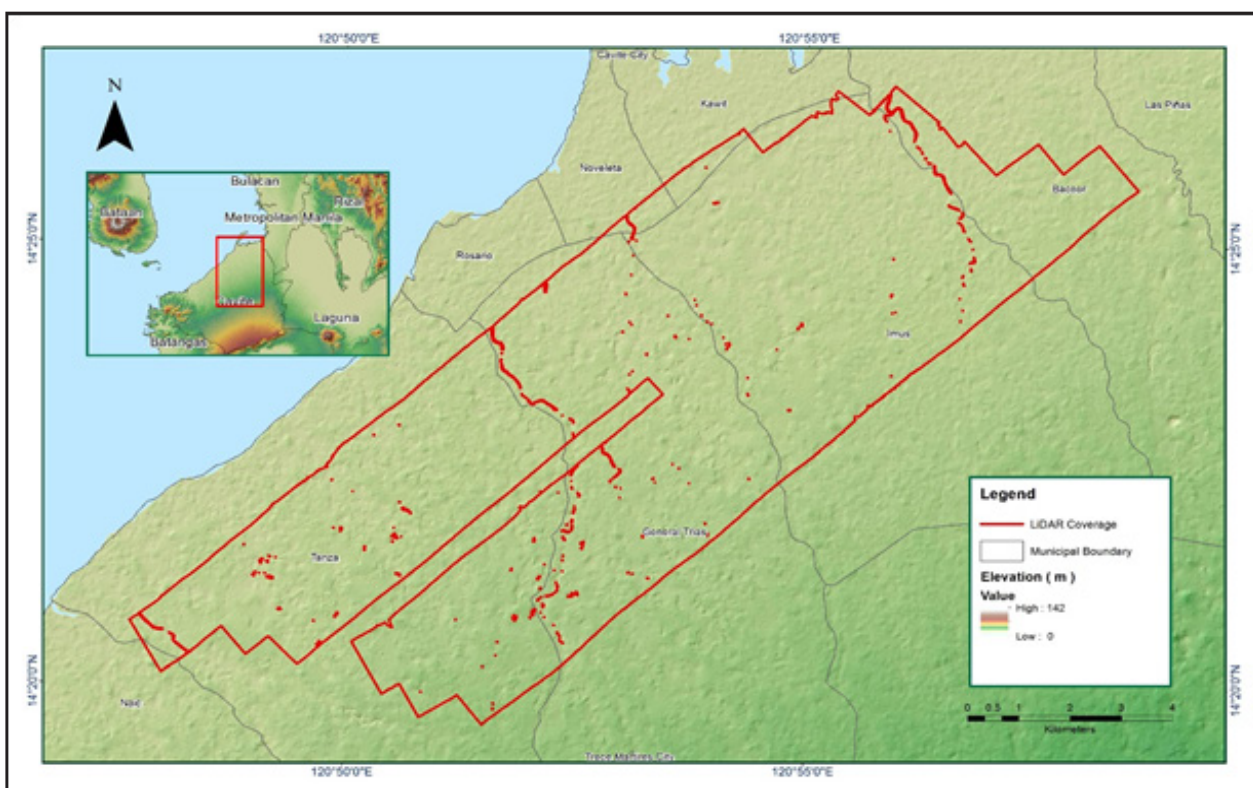 120°50'0"E
120°55'0"E
Cavite City
Kawit
Las Piñas
N
Noveleta
Bacoor
Bulacan
Bataan
Rizal
Metropolitan Manila
14°25'0"N
14°25'0"N
Rosario
Cavite
Laguna
Imus
Batangas
Legend
LiDAR Coverage
General Trias
Municipal Boundary
Tanza
Elevation ( m )
Value
High : 142
Low : 0
14°20'0"N
14°20'0"N
Naic
0 0.5 1 2 3 4
Kilometers
Trece Martires City
120°50'0"E
120°55'0"E